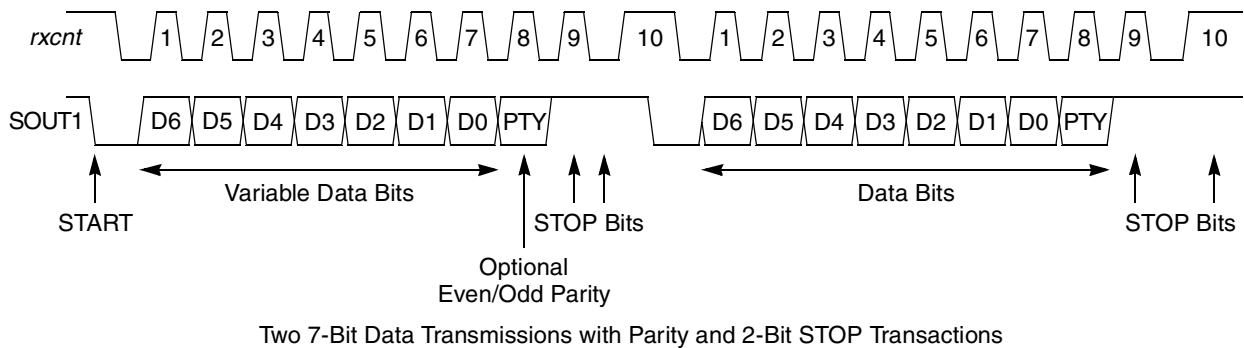 rxcnt 1 2 3 4 5 6 7 8 9 10 1 2 3 4 5 6 7 8 9 10
SOUT1 D6 D5 D4 D3 D2 D1 D0 PTY D6 D5 D4 D3 D2 D1 D0 PTY
Variable Data Bits Data Bits
START STOP Bits STOP Bits
Optional
Even/Odd Parity
Two 7-Bit Data Transmissions with Parity and 2-Bit STOP Transactions